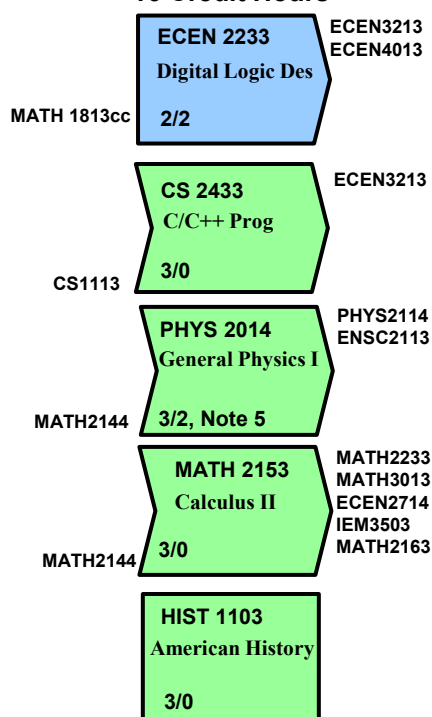 ECEN 2233
Digital Logic Des
MATH 1813cc
2/2
ECEN3213
ECEN4013
CS 2433
C/C++ Prog
CS1113
3/0
ECEN3213
PHYS 2014
General Physics I
MATH2144
3/2, Note 5
PHYS2114
ENSC2113
MATH 2153
Calculus II
MATH2144
3/0
MATH2233
MATH3013
ECEN2714
IEM3503
MATH2163
HIST 1103
American History
3/0